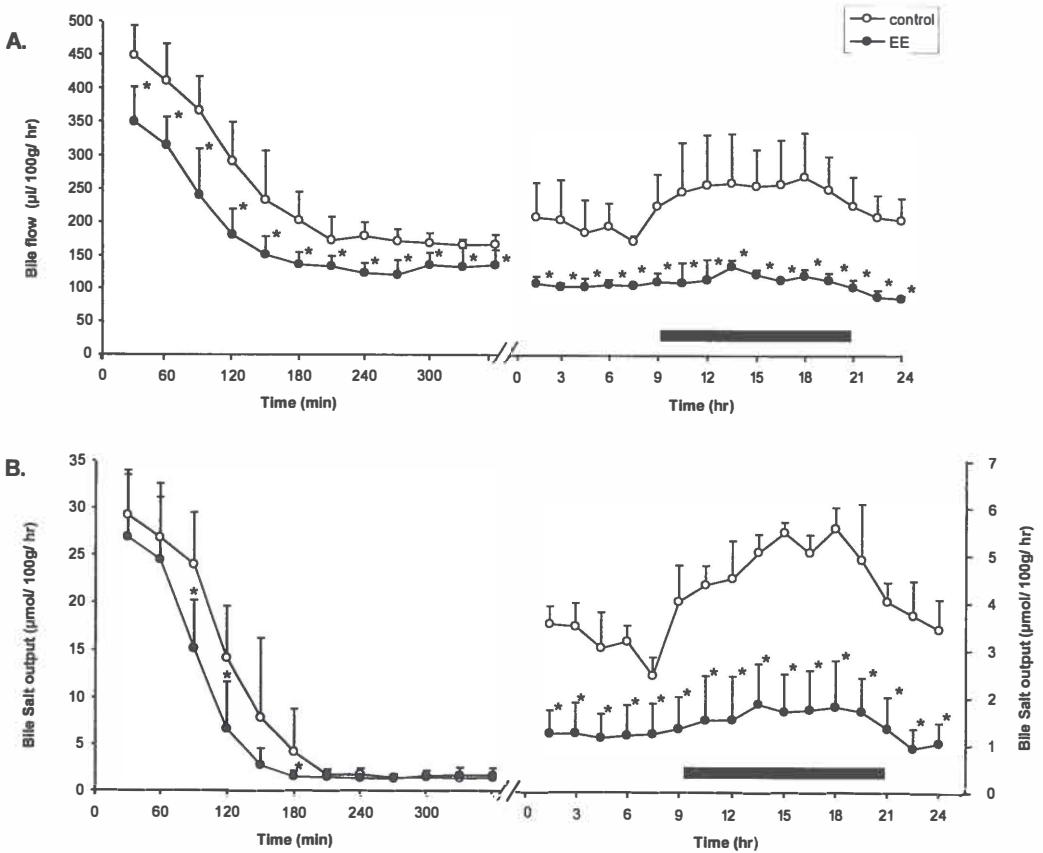 control
EE
A.
Bile flow (µl/ 100g/ hr)
500
450
400
350
300
250
200
150
100
50
0
* * * * * * * * * * * *
* * * * * * * * * * * * * * * *
0 60 120 180 240 300
0 3 6 9 12 15 18 21 24
Time (min)
Time (hr)
B.
Bile Salt output (µmol/ 100g/ hr)
35
30
25
20
15
10
5
0
* * *
* * * * * * * * * * * * * * * *
7
6
5
4
3
2
1
0
Bile Salt output (µmol/ 100g/ hr)
0 60 120 180 240 300
0 3 6 9 12 15 18 21 24
Time (min)
Time (hr)